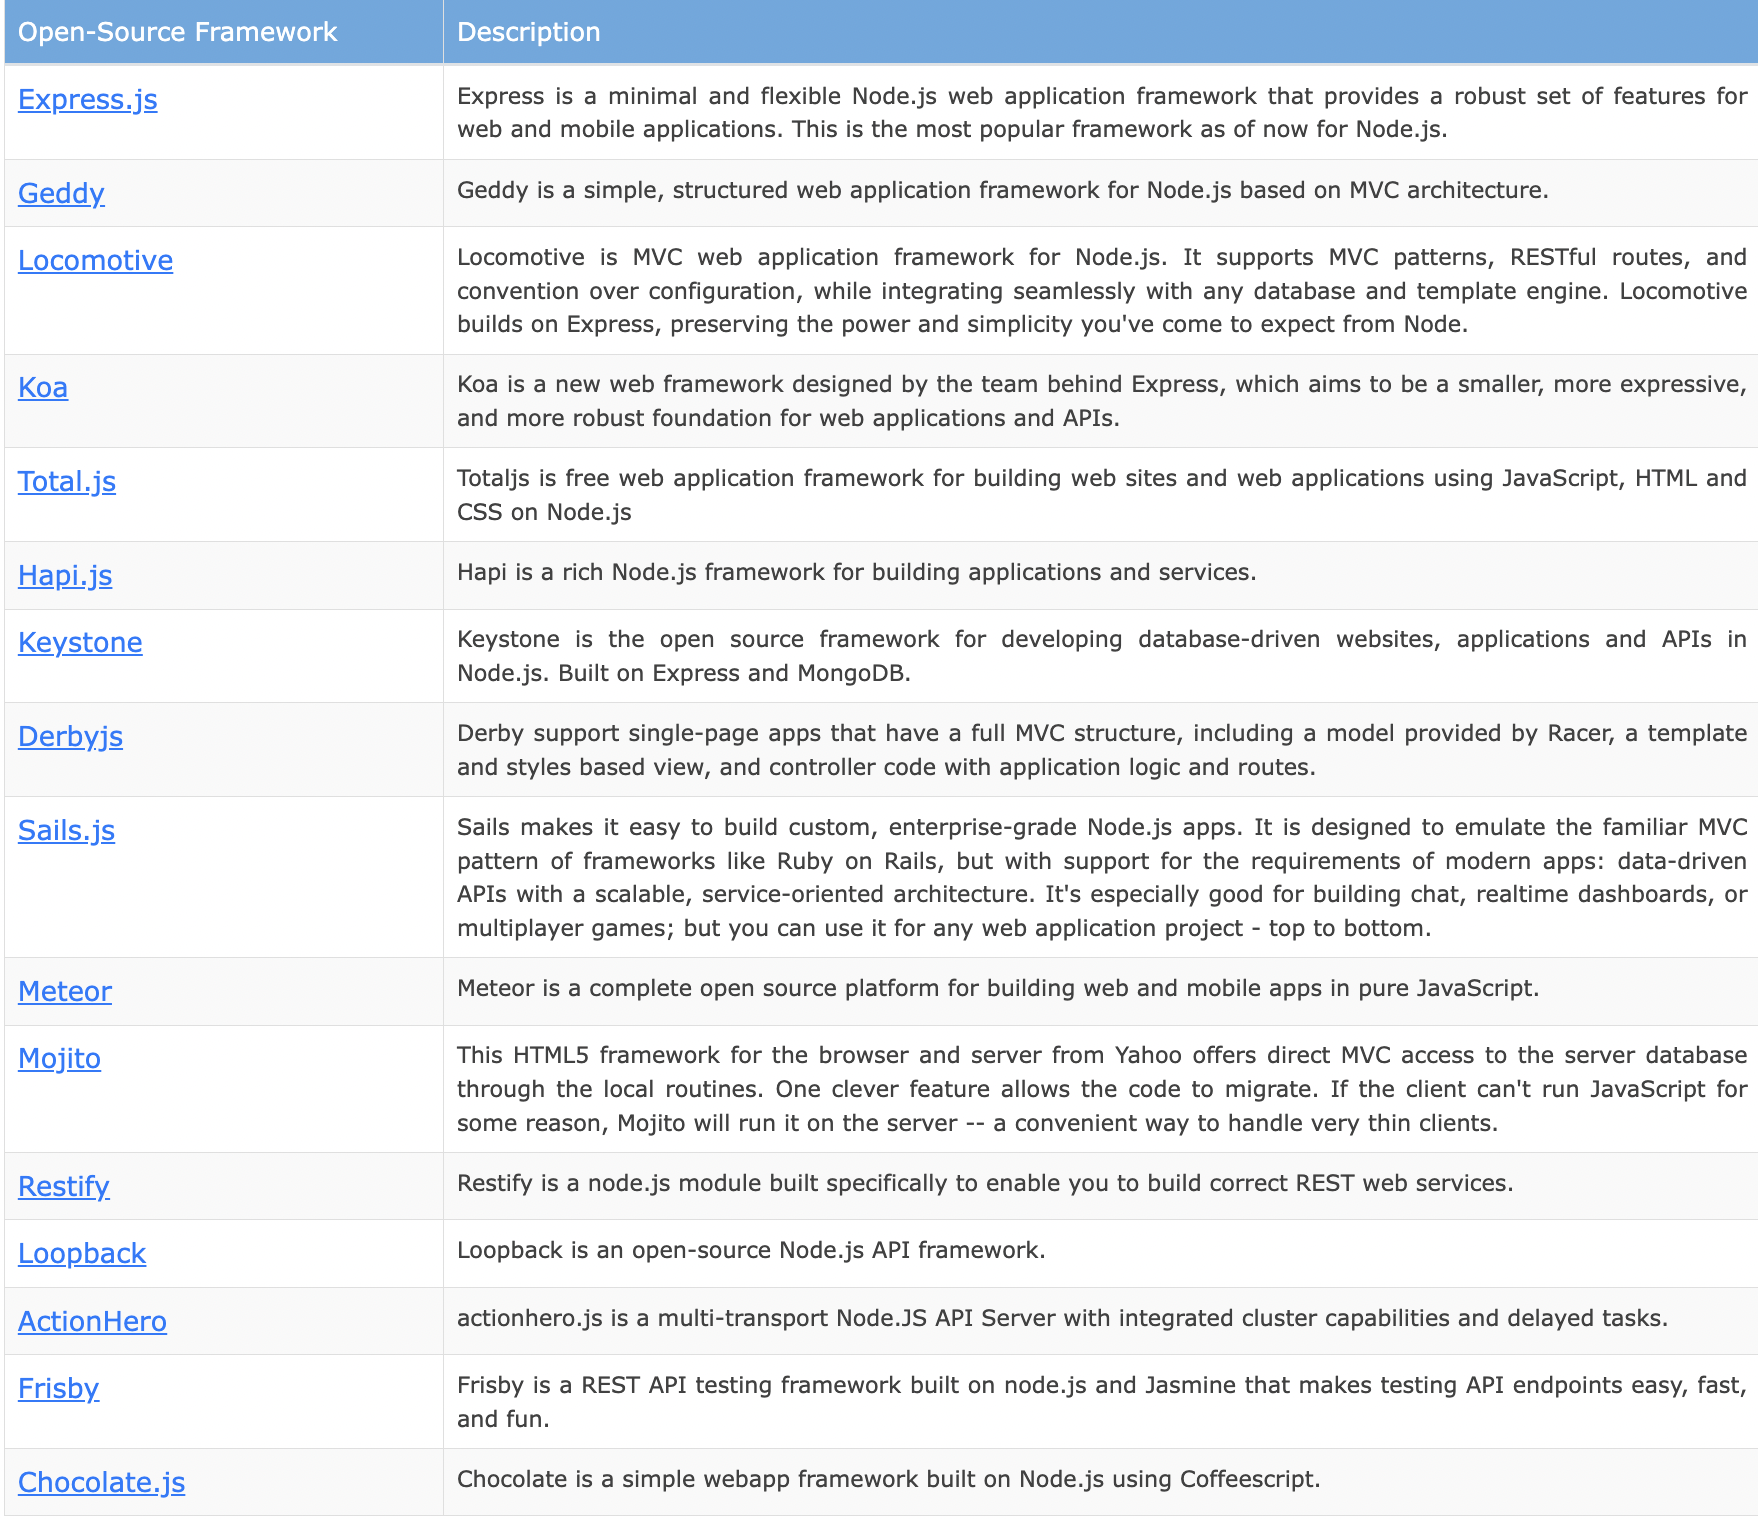 Open-Source Framework
Description
Express.js
Express is a minimal and flexible Node.js web application framework that provides a robust set of features for
web and mobile applications. This is the most popular framework as of now for Node.js.
Geddy
Geddy is a simple, structured web application framework for Node.js based on MVC architecture.
Locomotive
Locomotive is MVC web application framework for Node.js. It supports MVC patterns, RESTful routes, and
convention over configuration, while integrating seamlessly with any database and template engine. Locomotive
builds on Express, preserving the power and simplicity you've come to expect from Node.
Koa
Koa is a new web framework designed by the team behind Express, which aims to be a smaller, more expressive,
and more robust foundation for web applications and APIs.
Total.js
Totaljs is free web application framework for building web sites and web applications using JavaScript, HTML and
CSS on Node.js
Hapi.js
Hapi is a rich Node.js framework for building applications and services.
Keystone
Keystone is the open source framework for developing database-driven websites, applications and APIs in
Node.js. Built on Express and MongoDB.
Derbyjs
Derby support single-page apps that have a full MVC structure, including a model provided by Racer, a template
and styles based view, and controller code with application logic and routes.
Sails.js
Sails makes it easy to build custom, enterprise-grade Node.js apps. It is designed to emulate the familiar MVC
pattern of frameworks like Ruby on Rails, but with support for the requirements of modern apps: data-driven
APIs with a scalable, service-oriented architecture. It's especially good for building chat, realtime dashboards, or
multiplayer games; but you can use it for any web application project - top to bottom.
Meteor
Meteor is a complete open source platform for building web and mobile apps in pure JavaScript.
Mojito
This HTML5 framework for the browser and server from Yahoo offers direct MVC access to the server database
through the local routines. One clever feature allows the code to migrate. If the client can't run JavaScript for
some reason, Mojito will run it on the server -- a convenient way to handle very thin clients.
Restify
Restify is a node.js module built specifically to enable you to build correct REST web services.
Loopback
Loopback is an open-source Node.js API framework.
ActionHero
actionhero.js is a multi-transport Node.JS API Server with integrated cluster capabilities and delayed tasks.
Frisby
Frisby is a REST API testing framework built on node.js and Jasmine that makes testing API endpoints easy, fast,
and fun.
Chocolate.js
Chocolate is a simple webapp framework built on Node.js using Coffeescript.